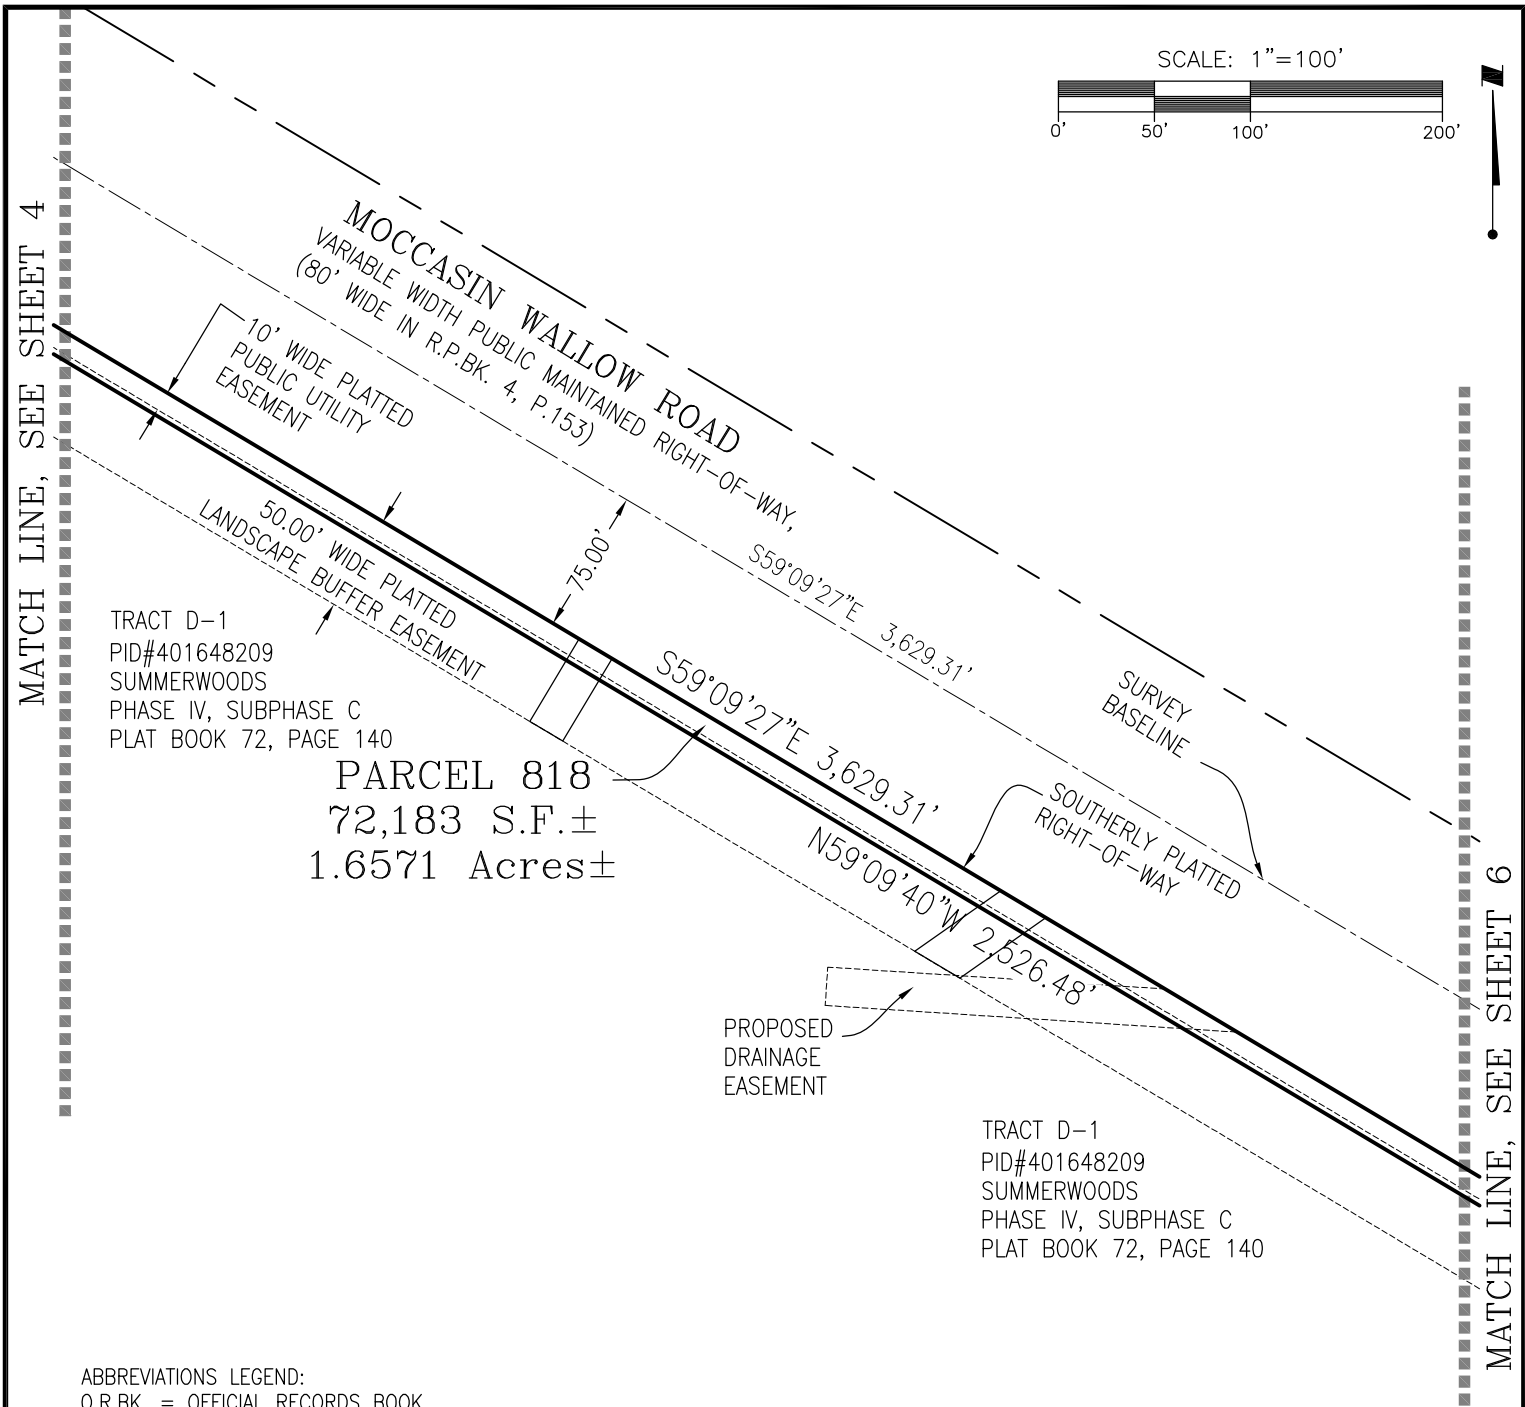 SCALE: 1"=100'
0' 50' 100' 200'
N
MATCH LINE, SEE SHEET 4
MOCCASIN WALLOW ROAD
VARIABLE WIDTH PUBLIC MAINTAINED RIGHT-OF-WAY,
(80' WIDE IN R.P.BK. 4, P.153)
10' WIDE PLATTED
PUBLIC UTILITY
EASEMENT
50.00' WIDE PLATTED
LANDSCAPE BUFFER EASEMENT
75.00'
S59°09'27"E 3,629.31'
SURVEY
BASELINE
TRACT D-1
PID#401648209
SUMMERWOODS
PHASE IV, SUBPHASE C
PLAT BOOK 72, PAGE 140
S59°09'27"E 3,629.31'
PARCEL 818
72,183 S.F.±
1.6571 Acres±
SOUTHERLY PLATTED
RIGHT-OF-WAY
N59°09'40"W 2,526.48'
PROPOSED
DRAINAGE
EASEMENT
TRACT D-1
PID#401648209
SUMMERWOODS
PHASE IV, SUBPHASE C
PLAT BOOK 72, PAGE 140
MATCH LINE, SEE SHEET 6
ABBREVIATIONS LEGEND:
O.R.BK. = OFFICIAL RECORDS BOOK